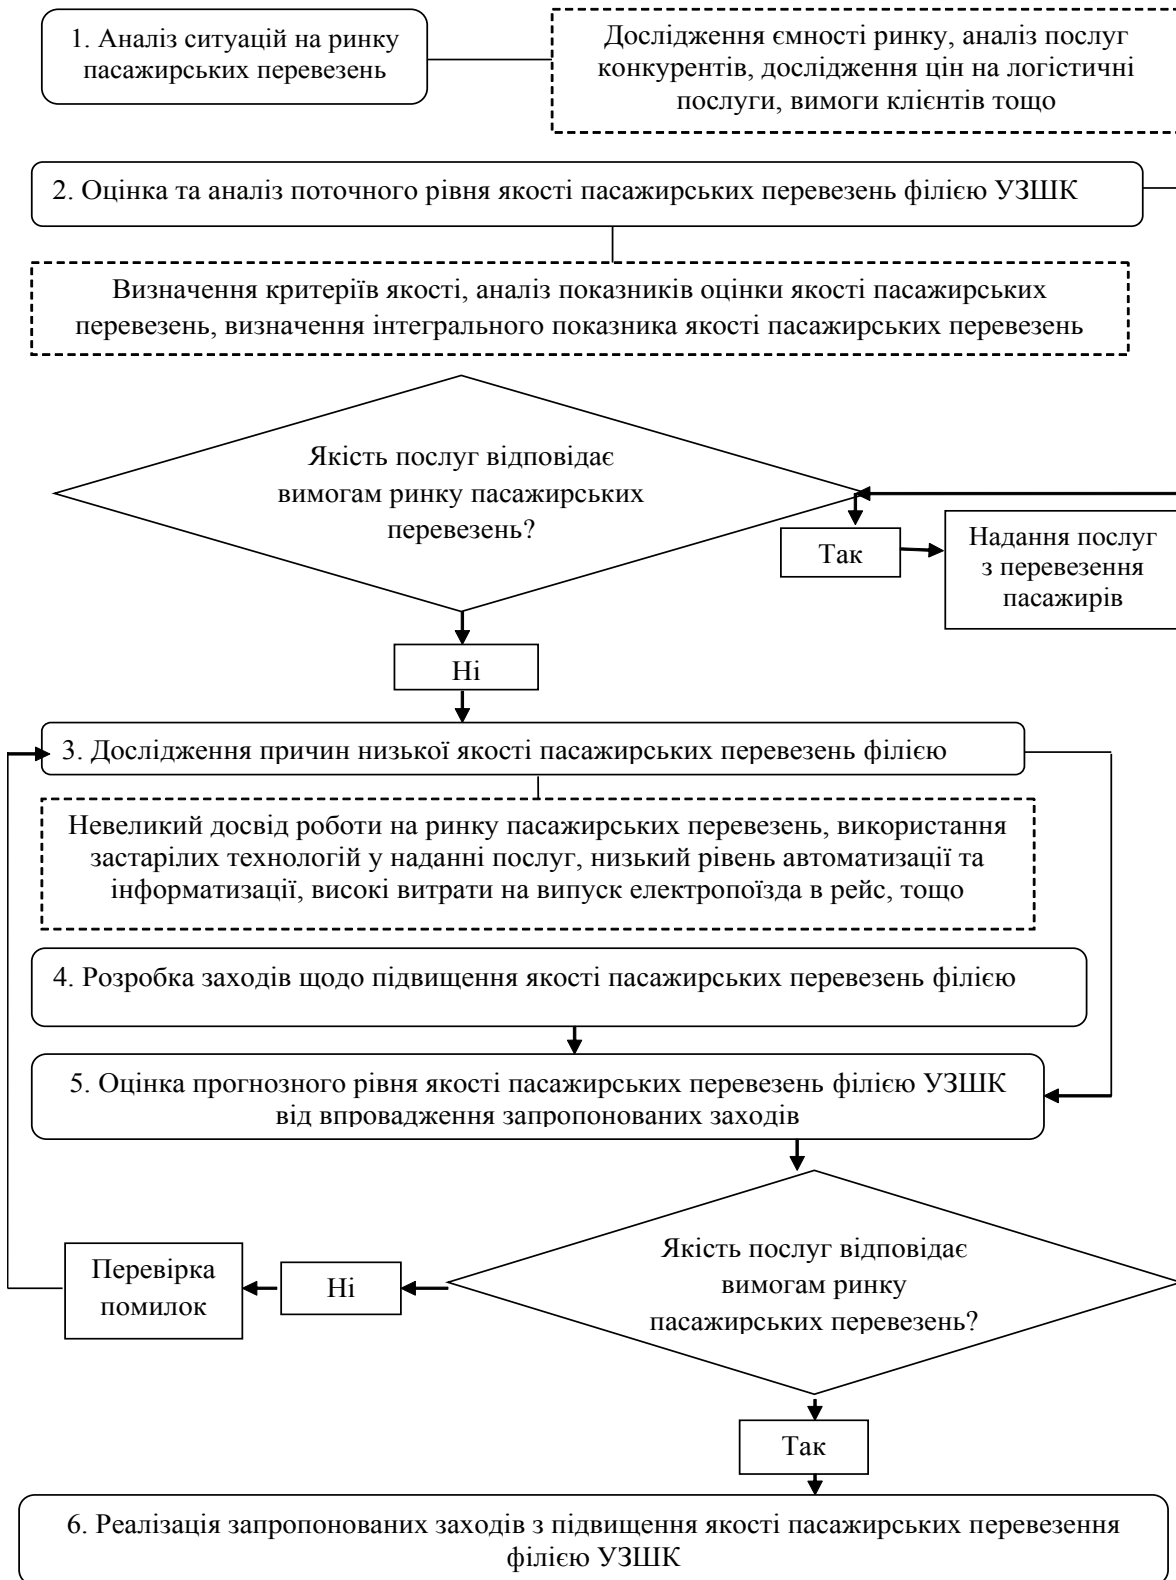 1. Аналіз ситуацій на ринку
пасажирських перевезень
Дослідження ємності ринку, аналіз послуг
конкурентів, дослідження цін на логістичні
послуги, вимоги клієнтів тощо
2. Оцінка та аналіз поточного рівня якості пасажирських перевезень філією УЗШК
Визначення критеріїв якості, аналіз показників оцінки якості пасажирських
перевезень, визначення інтегрального показника якості пасажирських перевезень
Якість послуг відповідає
вимогам ринку пасажирських
перевезень?
Так
Надання послуг
з перевезення
пасажирів
Ні
3. Дослідження причин низької якості пасажирських перевезень філією
Невеликий досвід роботи на ринку пасажирських перевезень, використання
застарілих технологій у наданні послуг, низький рівень автоматизації та
інформатизації, високі витрати на випуск електропоїзда в рейс, тощо
4. Розробка заходів щодо підвищення якості пасажирських перевезень філією
5. Оцінка прогнозного рівня якості пасажирських перевезень філією УЗШК
від впровадження запропонованих заходів
Якість послуг відповідає
вимогам ринку
пасажирських перевезень?
Ні
Перевірка
помилок
Так
6. Реалізація запропонованих заходів з підвищення якості пасажирських перевезення
філією УЗШК